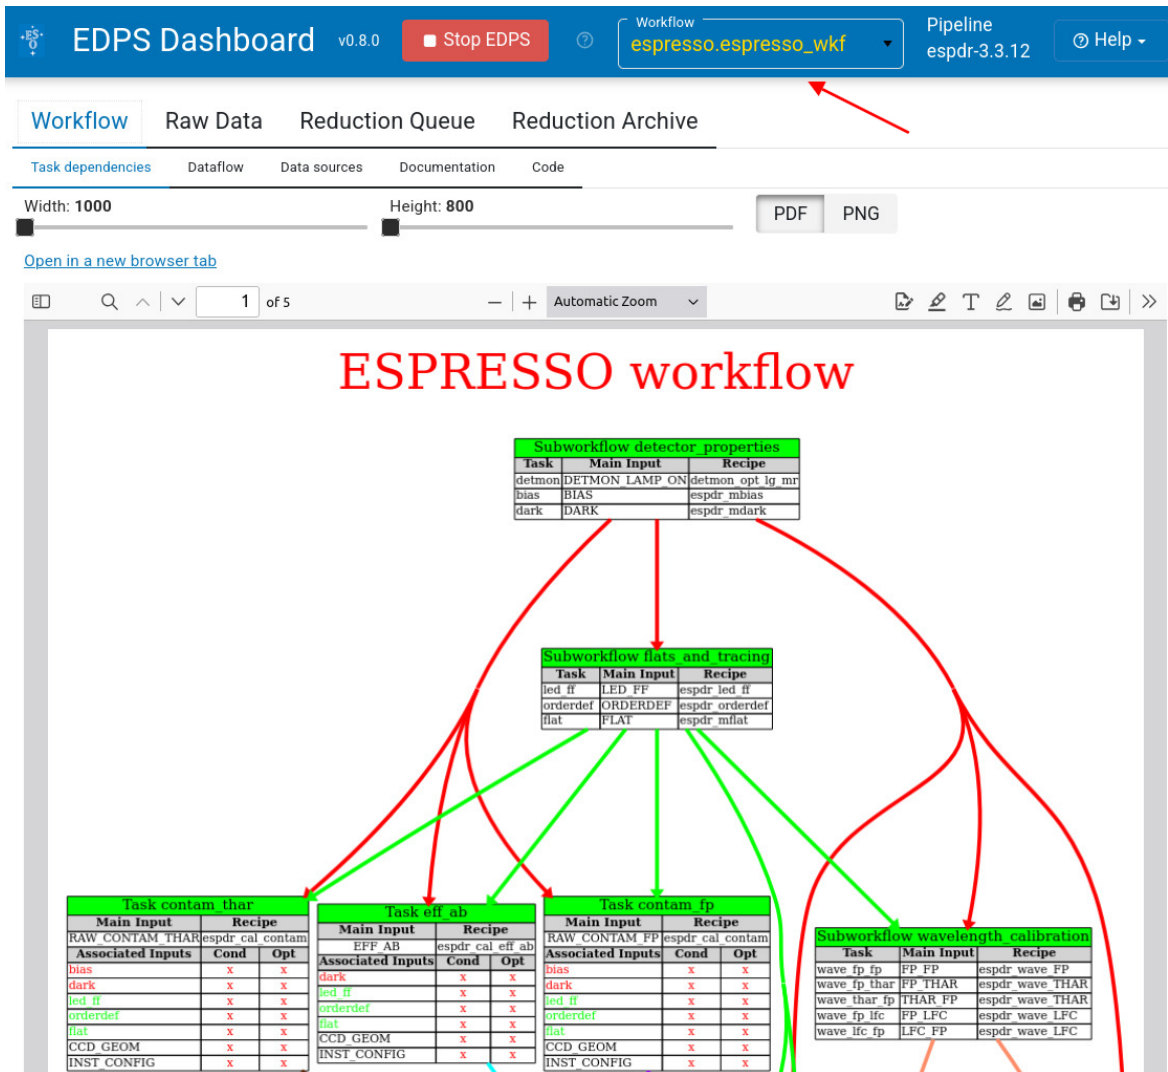 ESO
EDPS Dashboard v0.8.0 Stop EDPS Workflow espresso.espresso_wkf Pipeline espdr-3.3.12 Help
Workflow Raw Data Reduction Queue Reduction Archive
Task dependencies Dataflow Data sources Documentation Code
Width: 1000 Height: 800 PDF PNG
Open in a new browser tab
1 of 5 Automatic Zoom
ESPRESSO workflow
Subworkflow detector_properties
Task Main Input Recipe
detmon DETMON_LAMP_ON detmon_opt_lg_mr
bias BIAS espdr_mbias
dark DARK espdr_mdark
Subworkflow flats_and_tracing
Task Main Input Recipe
led_ff LED_FF espdr_led_ff
orderdef ORDERDEF espdr_orderdef
flat FLAT espdr_mflat
Task contam_thar
Main Input Recipe
RAW_CONTAM_THAR espdr_cal_contam
Associated Inputs Cond Opt
bias x x
dark x x
led_ff x x
orderdef x x
flat x x
CCD_GEOM x x
INST_CONFIG x x
Task eff_ab
Main Input Recipe
EFF_AB espdr_cal_eff_ab
Associated Inputs Cond Opt
dark x x
led_ff x x
orderdef x x
flat x x
CCD_GEOM x x
INST_CONFIG x x
Task contam_fp
Main Input Recipe
RAW_CONTAM_FP espdr_cal_contam
Associated Inputs Cond Opt
bias x x
dark x x
led_ff x x
orderdef x x
flat x x
CCD_GEOM x x
INST_CONFIG x x
Subworkflow wavelength_calibration
Task Main Input Recipe
wave_fp_fp FP_FP espdr_wave_FP
wave_fp_thar FP_THAR espdr_wave_THAR
wave_thar_fp THAR_FP espdr_wave_THAR
wave_fp_lfc FP_LFC espdr_wave_LFC
wave_lfc_fp LFC_FP espdr_wave_LFC